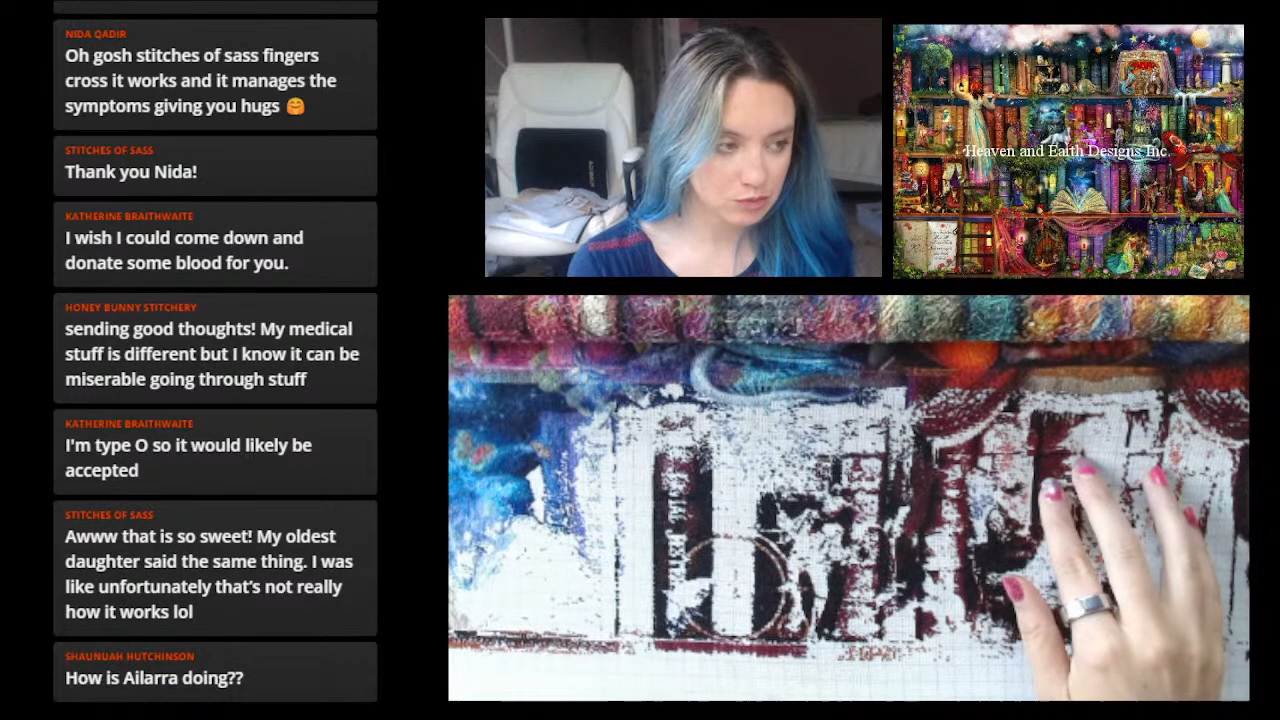 NIDA QADIR
Oh gosh stitches of sass fingers
cross it works and it manages the
symptoms giving you hugs 🤗
STITCHES OF SASS
Thank you Nida!
KATHERINE BRAITHWAITE
I wish I could come down and
donate some blood for you.
HONEY BUNNY STITCHERY
sending good thoughts! My medical
stuff is different but I know it can be
miserable going through stuff
KATHERINE BRAITHWAITE
I'm type O so it would likely be
accepted
STITCHES OF SASS
Awww that is so sweet! My oldest
daughter said the same thing. I was
like unfortunately that's not really
how it works lol
SHAUNUAH HUTCHINSON
How is Ailarra doing??
Heaven and Earth Designs Inc.